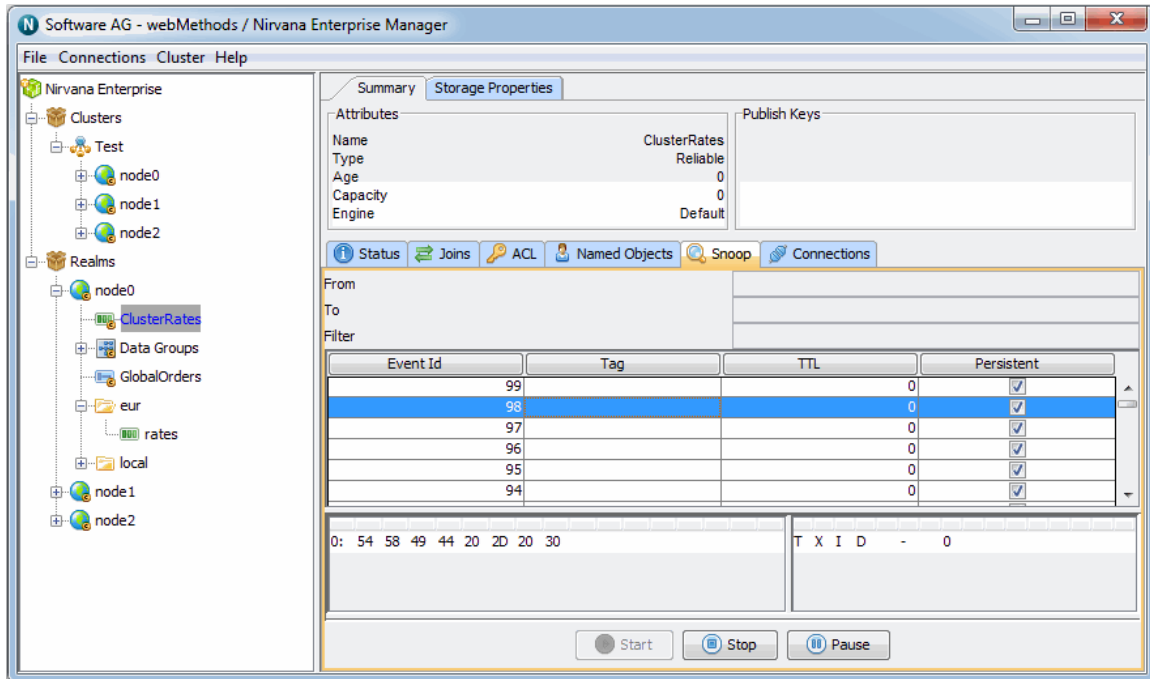 Software AG - webMethods / Nirvana Enterprise Manager
File Connections Cluster Help
Nirvana Enterprise
Clusters
Test
node0
node1
node2
Realms
node0
ClusterRates
Data Groups
GlobalOrders
eur
rates
local
node1
node2
Summary Storage Properties
Attributes
Name ClusterRates
Type Reliable
Age 0
Capacity 0
Engine Default
Publish Keys
Status Joins ACL Named Objects Snoop Connections
From
To
Filter
Event Id Tag TTL Persistent
99 0
98 0
97 0
96 0
95 0
94 0
0: 54 58 49 44 20 2D 20 30
T X I D - 0
Start Stop Pause